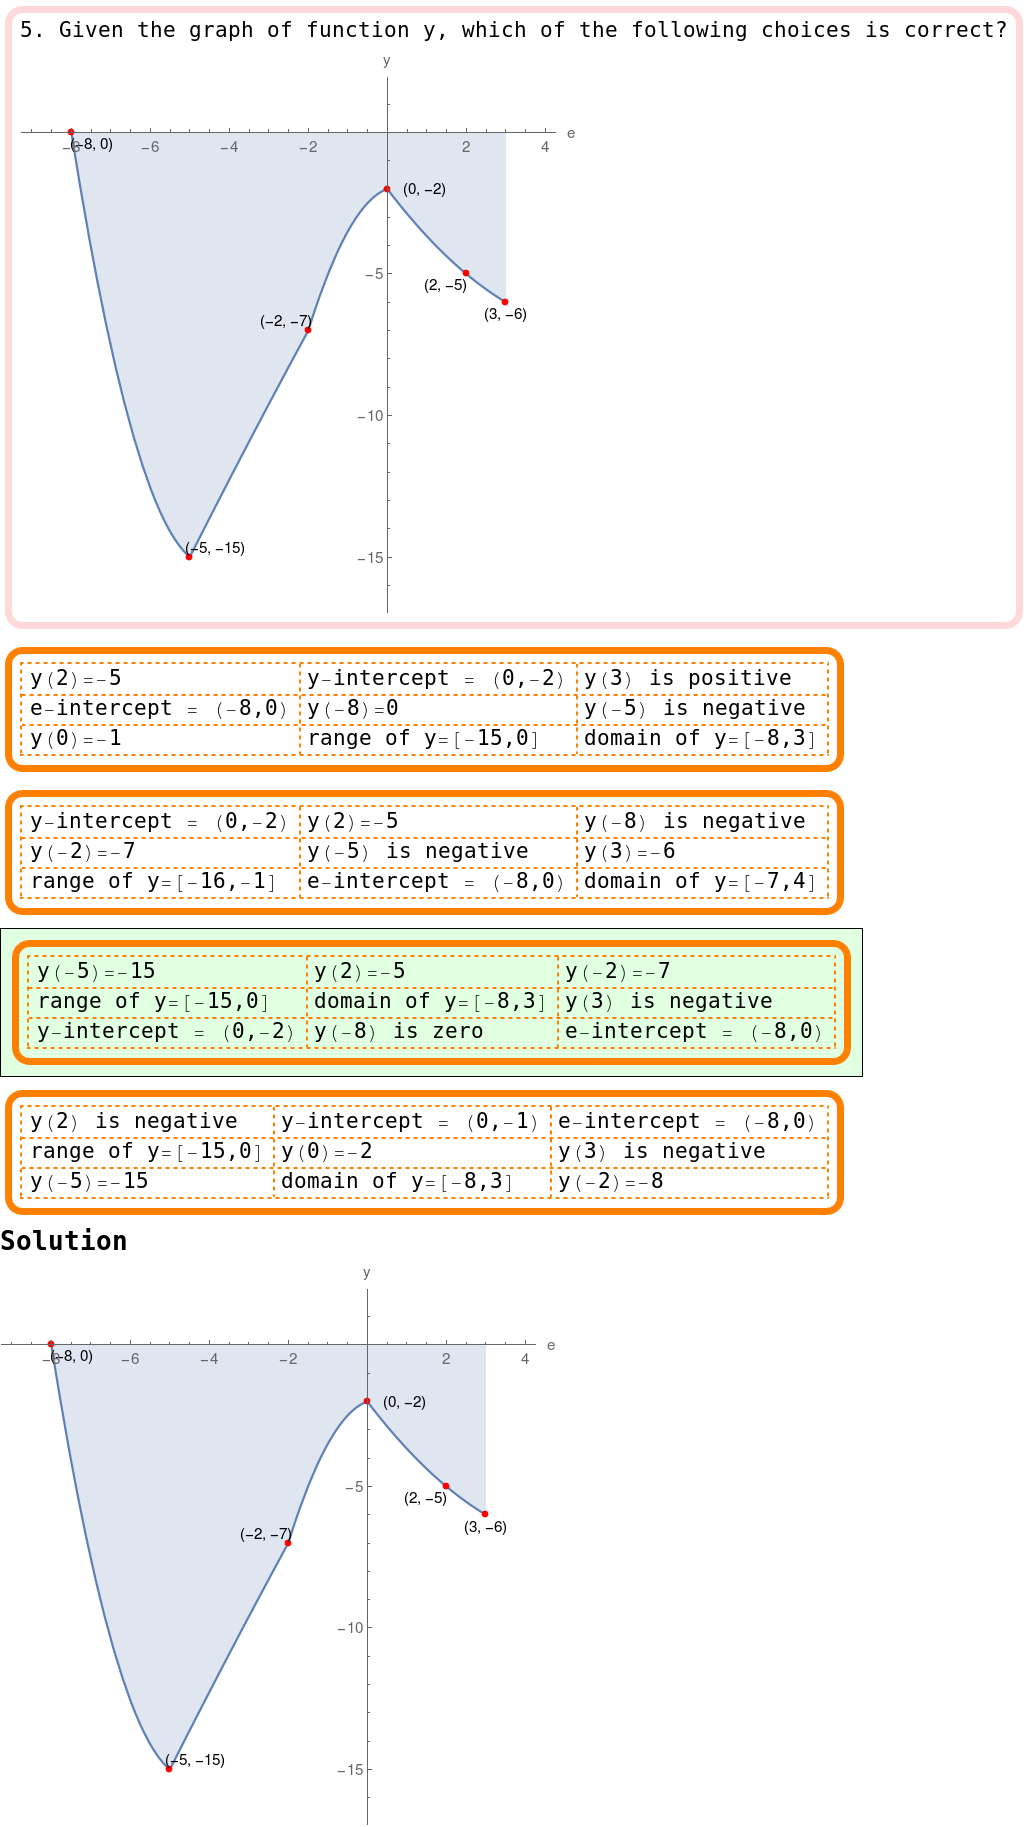 5. Given the graph of function y, which of the following choices is correct?
y
e
(−8, 0)
−8 −6 −4 −2 2 4
(0, −2)
−5
(2, −5)
(3, −6)
(−2, −7)
−10
(−5, −15)
−15
y(2)=−5 y−intercept = (0,−2) y(3) is positive
e−intercept = (−8,0) y(−8)=0 y(−5) is negative
y(0)=−1 range of y=[−15,0] domain of y=[−8,3]
y−intercept = (0,−2) y(2)=−5 y(−8) is negative
y(−2)=−7 y(−5) is negative y(3)=−6
range of y=[−16,−1] e−intercept = (−8,0) domain of y=[−7,4]
y(−5)=−15 y(2)=−5 y(−2)=−7
range of y=[−15,0] domain of y=[−8,3] y(3) is negative
y−intercept = (0,−2) y(−8) is zero e−intercept = (−8,0)
y(2) is negative y−intercept = (0,−1) e−intercept = (−8,0)
range of y=[−15,0] y(0)=−2 y(3) is negative
y(−5)=−15 domain of y=[−8,3] y(−2)=−8
Solution
y
e
(−8, 0)
−8 −6 −4 −2 2 4
(0, −2)
−5
(2, −5)
(3, −6)
(−2, −7)
−10
(−5, −15)
−15